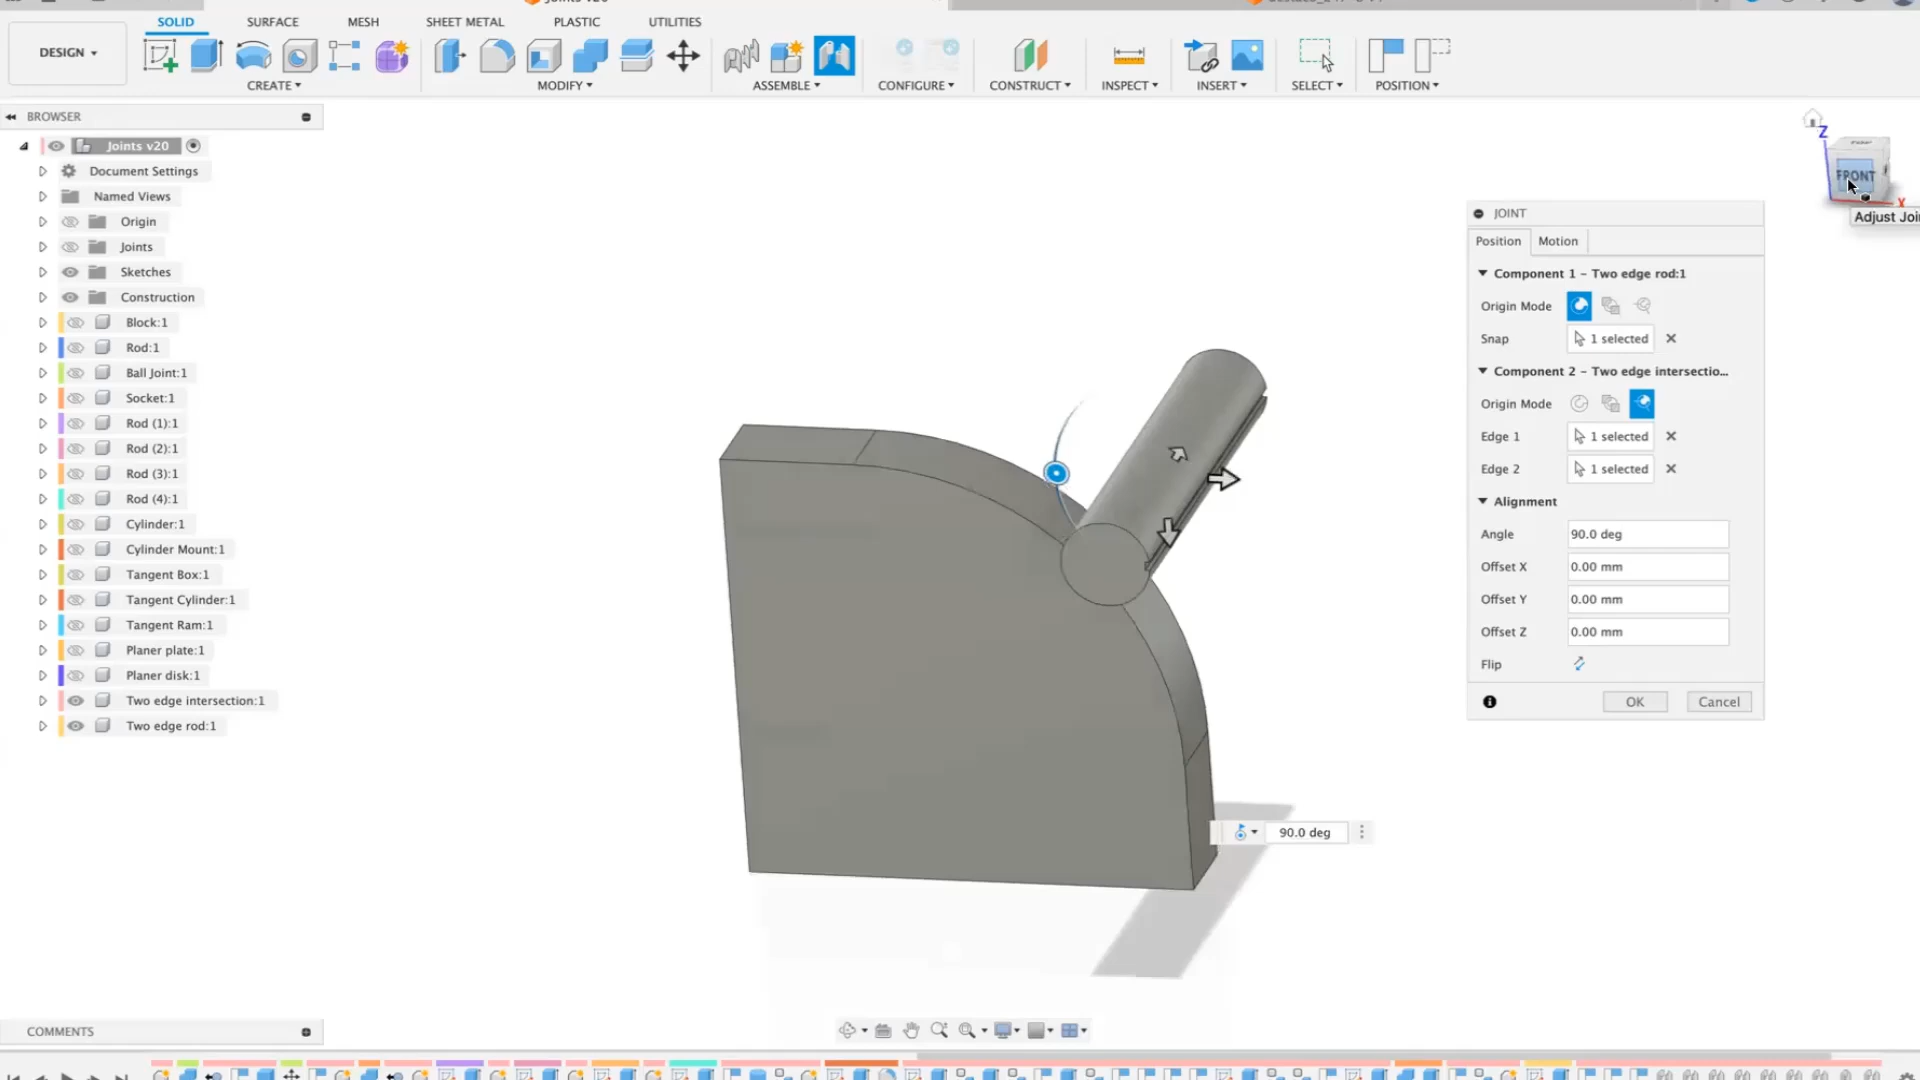 Joints v20
SOLID
SURFACE
MESH
SHEET METAL
PLASTIC
UTILITIES
DESIGN
CREATE
MODIFY
ASSEMBLE
CONFIGURE
CONSTRUCT
INSPECT
INSERT
SELECT
POSITION
BROWSER
Joints v20
Document Settings
Named Views
Origin
Joints
Sketches
Construction
Block:1
Rod:1
Ball Joint:1
Socket:1
Rod (1):1
Rod (2):1
Rod (3):1
Rod (4):1
Cylinder:1
Cylinder Mount:1
Tangent Box:1
Tangent Cylinder:1
Tangent Ram:1
Planer plate:1
Planer disk:1
Two edge intersection:1
Two edge rod:1
COMMENTS
Z
FRONT
X
Adjust Joi
JOINT
Position
Motion
Component 1 - Two edge rod:1
Origin Mode
Snap
1 selected
Component 2 - Two edge intersectio...
Origin Mode
Edge 1
1 selected
Edge 2
1 selected
Alignment
Angle
90.0 deg
Offset X
0.00 mm
Offset Y
0.00 mm
Offset Z
0.00 mm
Flip
OK
Cancel
90.0 deg